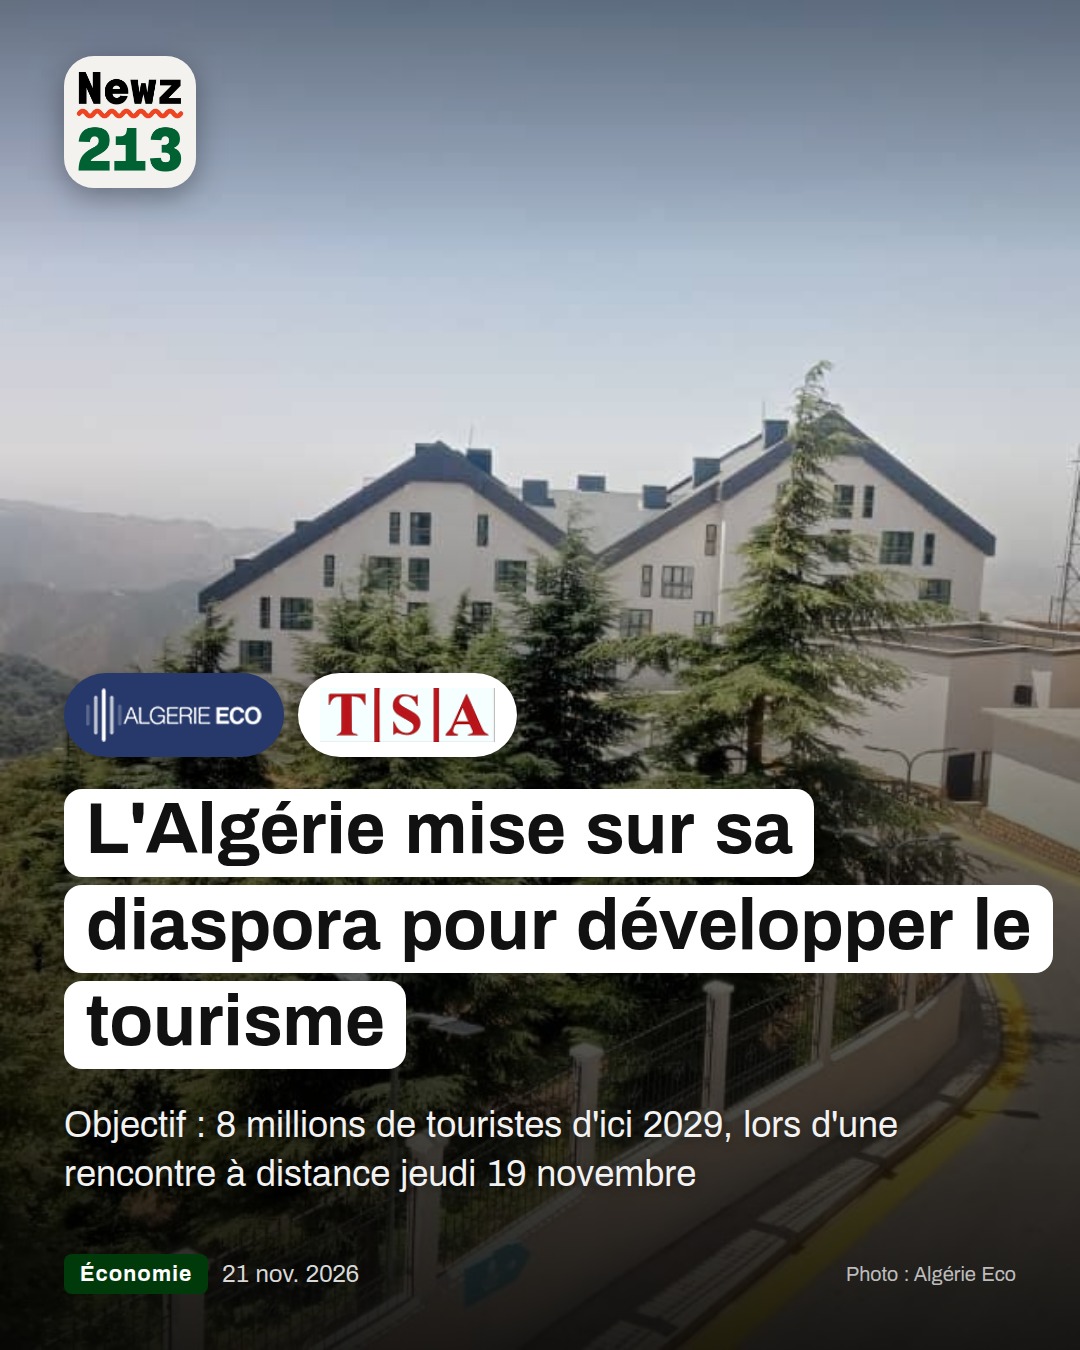 Newz
213
ALGERIE ECO
T|S|A
L'Algérie mise sur sa
diaspora pour développer le
tourisme
Objectif : 8 millions de touristes d'ici 2029, lors d'une
rencontre à distance jeudi 19 novembre
Économie
21 nov. 2026
Photo : Algérie Eco